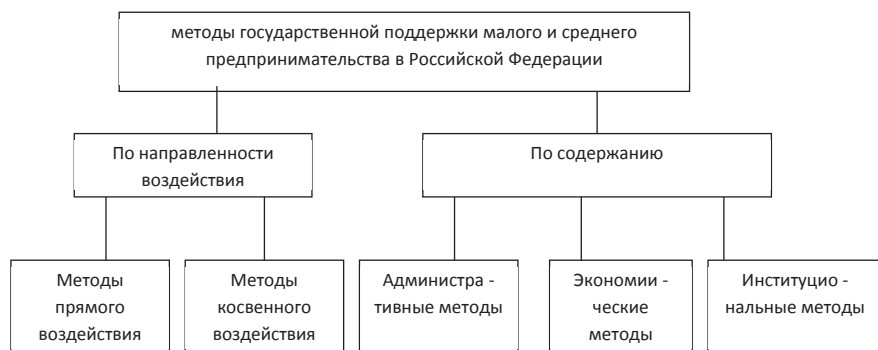 методы государственной поддержки малого и среднего
предпринимательства в Российской Федерации
По направленности
воздействия
По содержанию
Методы
прямого
воздействия
Методы
косвенного
воздействия
Администра -
тивные методы
Экономии -
ческие
методы
Институцио -
нальные методы